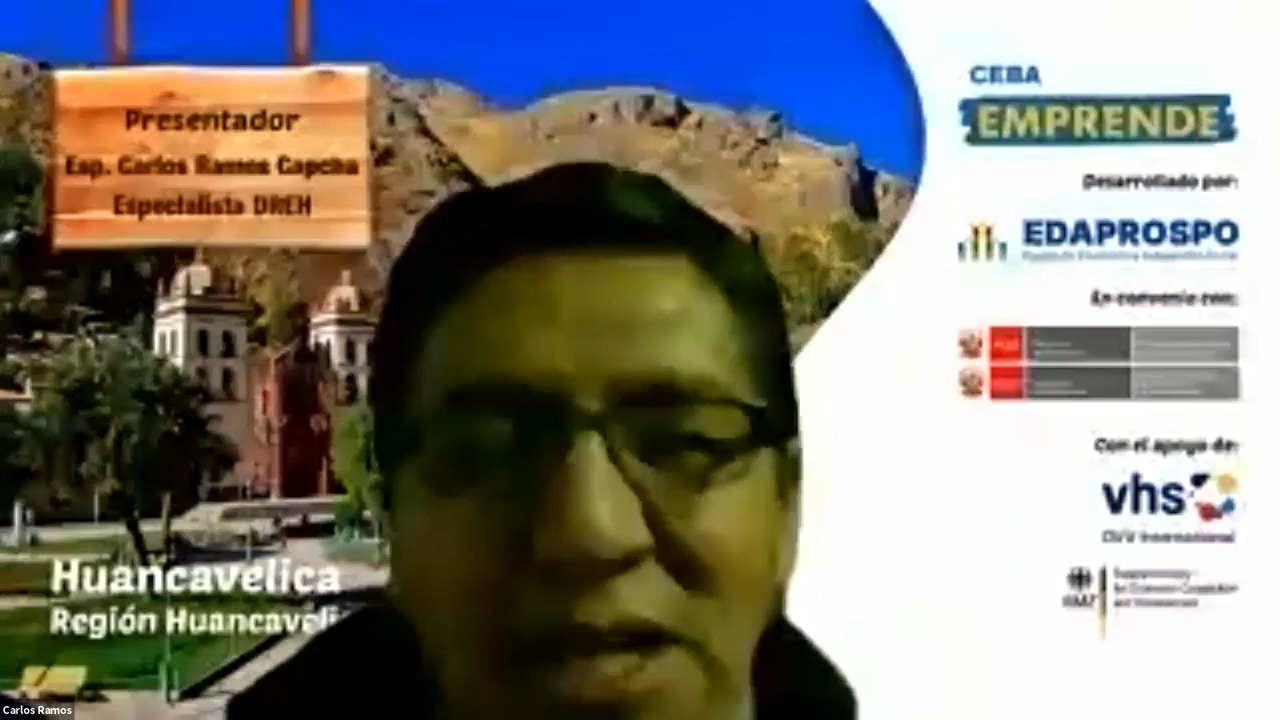 Presentador
Esp. Carlos Ramos Capcha
Especialista DREH
Huancavelica
Región Huancaveli
CEBA
EMPRENDE
Desarrollado por:
EDAPROSPO
En convenio con:
Con el apoyo de:
vhs
DVV International
Carlos Ramos